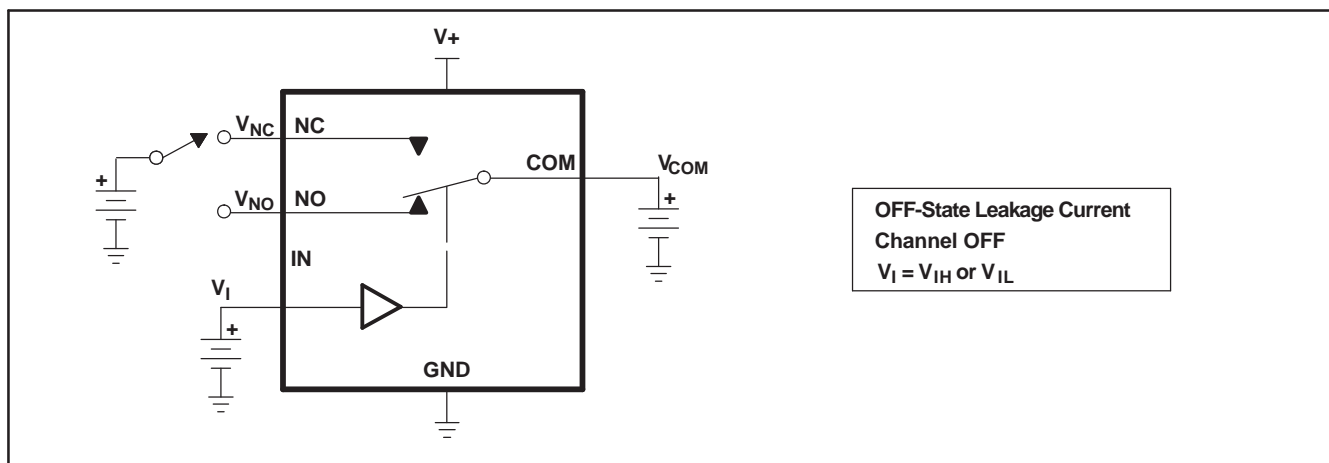 V+
VNC NC
COM VCOM
+
VNO NO
+
IN
VI
+
GND
OFF-State Leakage Current
Channel OFF
VI = VIH or VIL